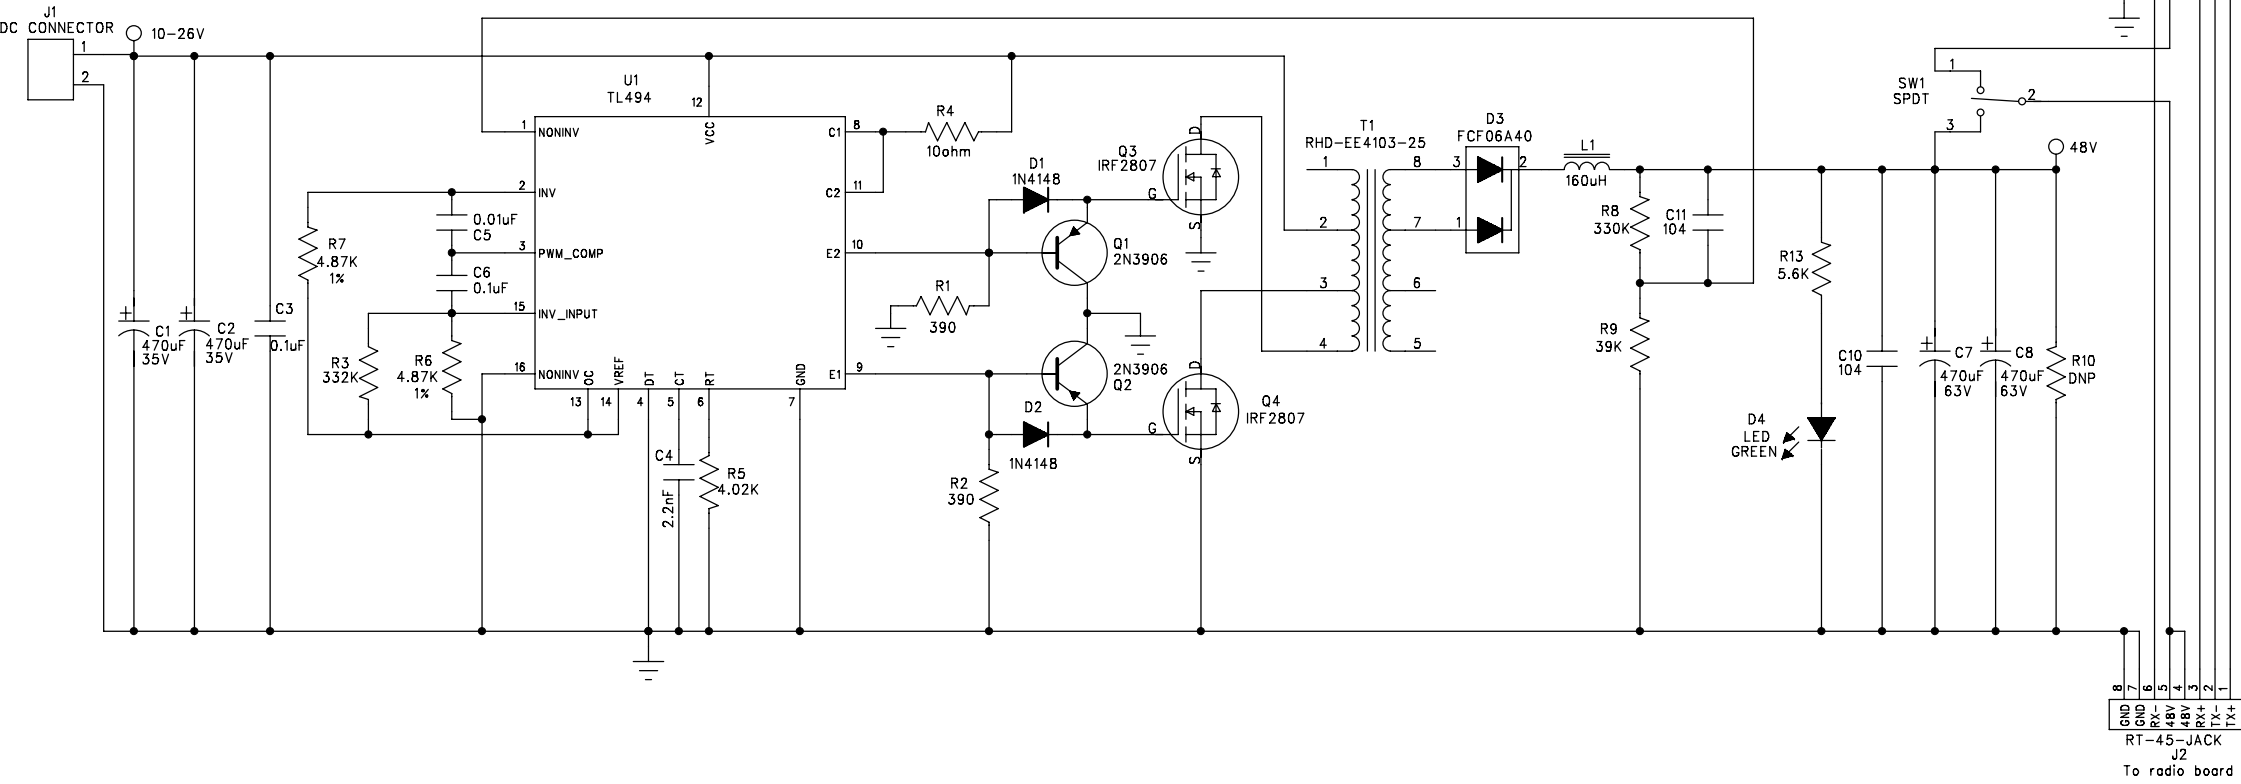 J1
DC CONNECTOR
1
2
10-26V
C1
470uF
35V
C2
470uF
35V
C3
0.1uF
R7
4.87K
1%
R3
332K
R6
4.87K
1%
0.01uF
C5
C6
0.1uF
U1
TL494
12
VCC
1 NONINV
2 INV
3 PWM_COMP
15 INV_INPUT
16 NONINV
OC
VREF
DT
CT
RT
GND
13
14
4
5
6
7
C1 8
C2 11
E2 10
E1 9
C4
2.2nF
R5
4.02K
R4
10ohm
D1
1N4148
R1
390
Q1
2N3906
2N3906
Q2
D2
1N4148
R2
390
Q3
IRF2807
D
G
S
Q4
IRF2807
D
G
S
T1
RHD-EE4103-25
1
2
3
4
8
7
6
5
D3
FCF06A40
3
1
2
L1
160uH
R8
330K
C11
104
R9
39K
R13
5.6K
D4
LED
GREEN
C10
104
C7
470uF
63V
C8
470uF
63V
R10
DNP
SW1
SPDT
1
2
3
48V
8
7
6
5
4
3
2
1
GND
GND
RX-
48V
48V
RX+
TX-
TX+
RT-45-JACK
J2
To radio board